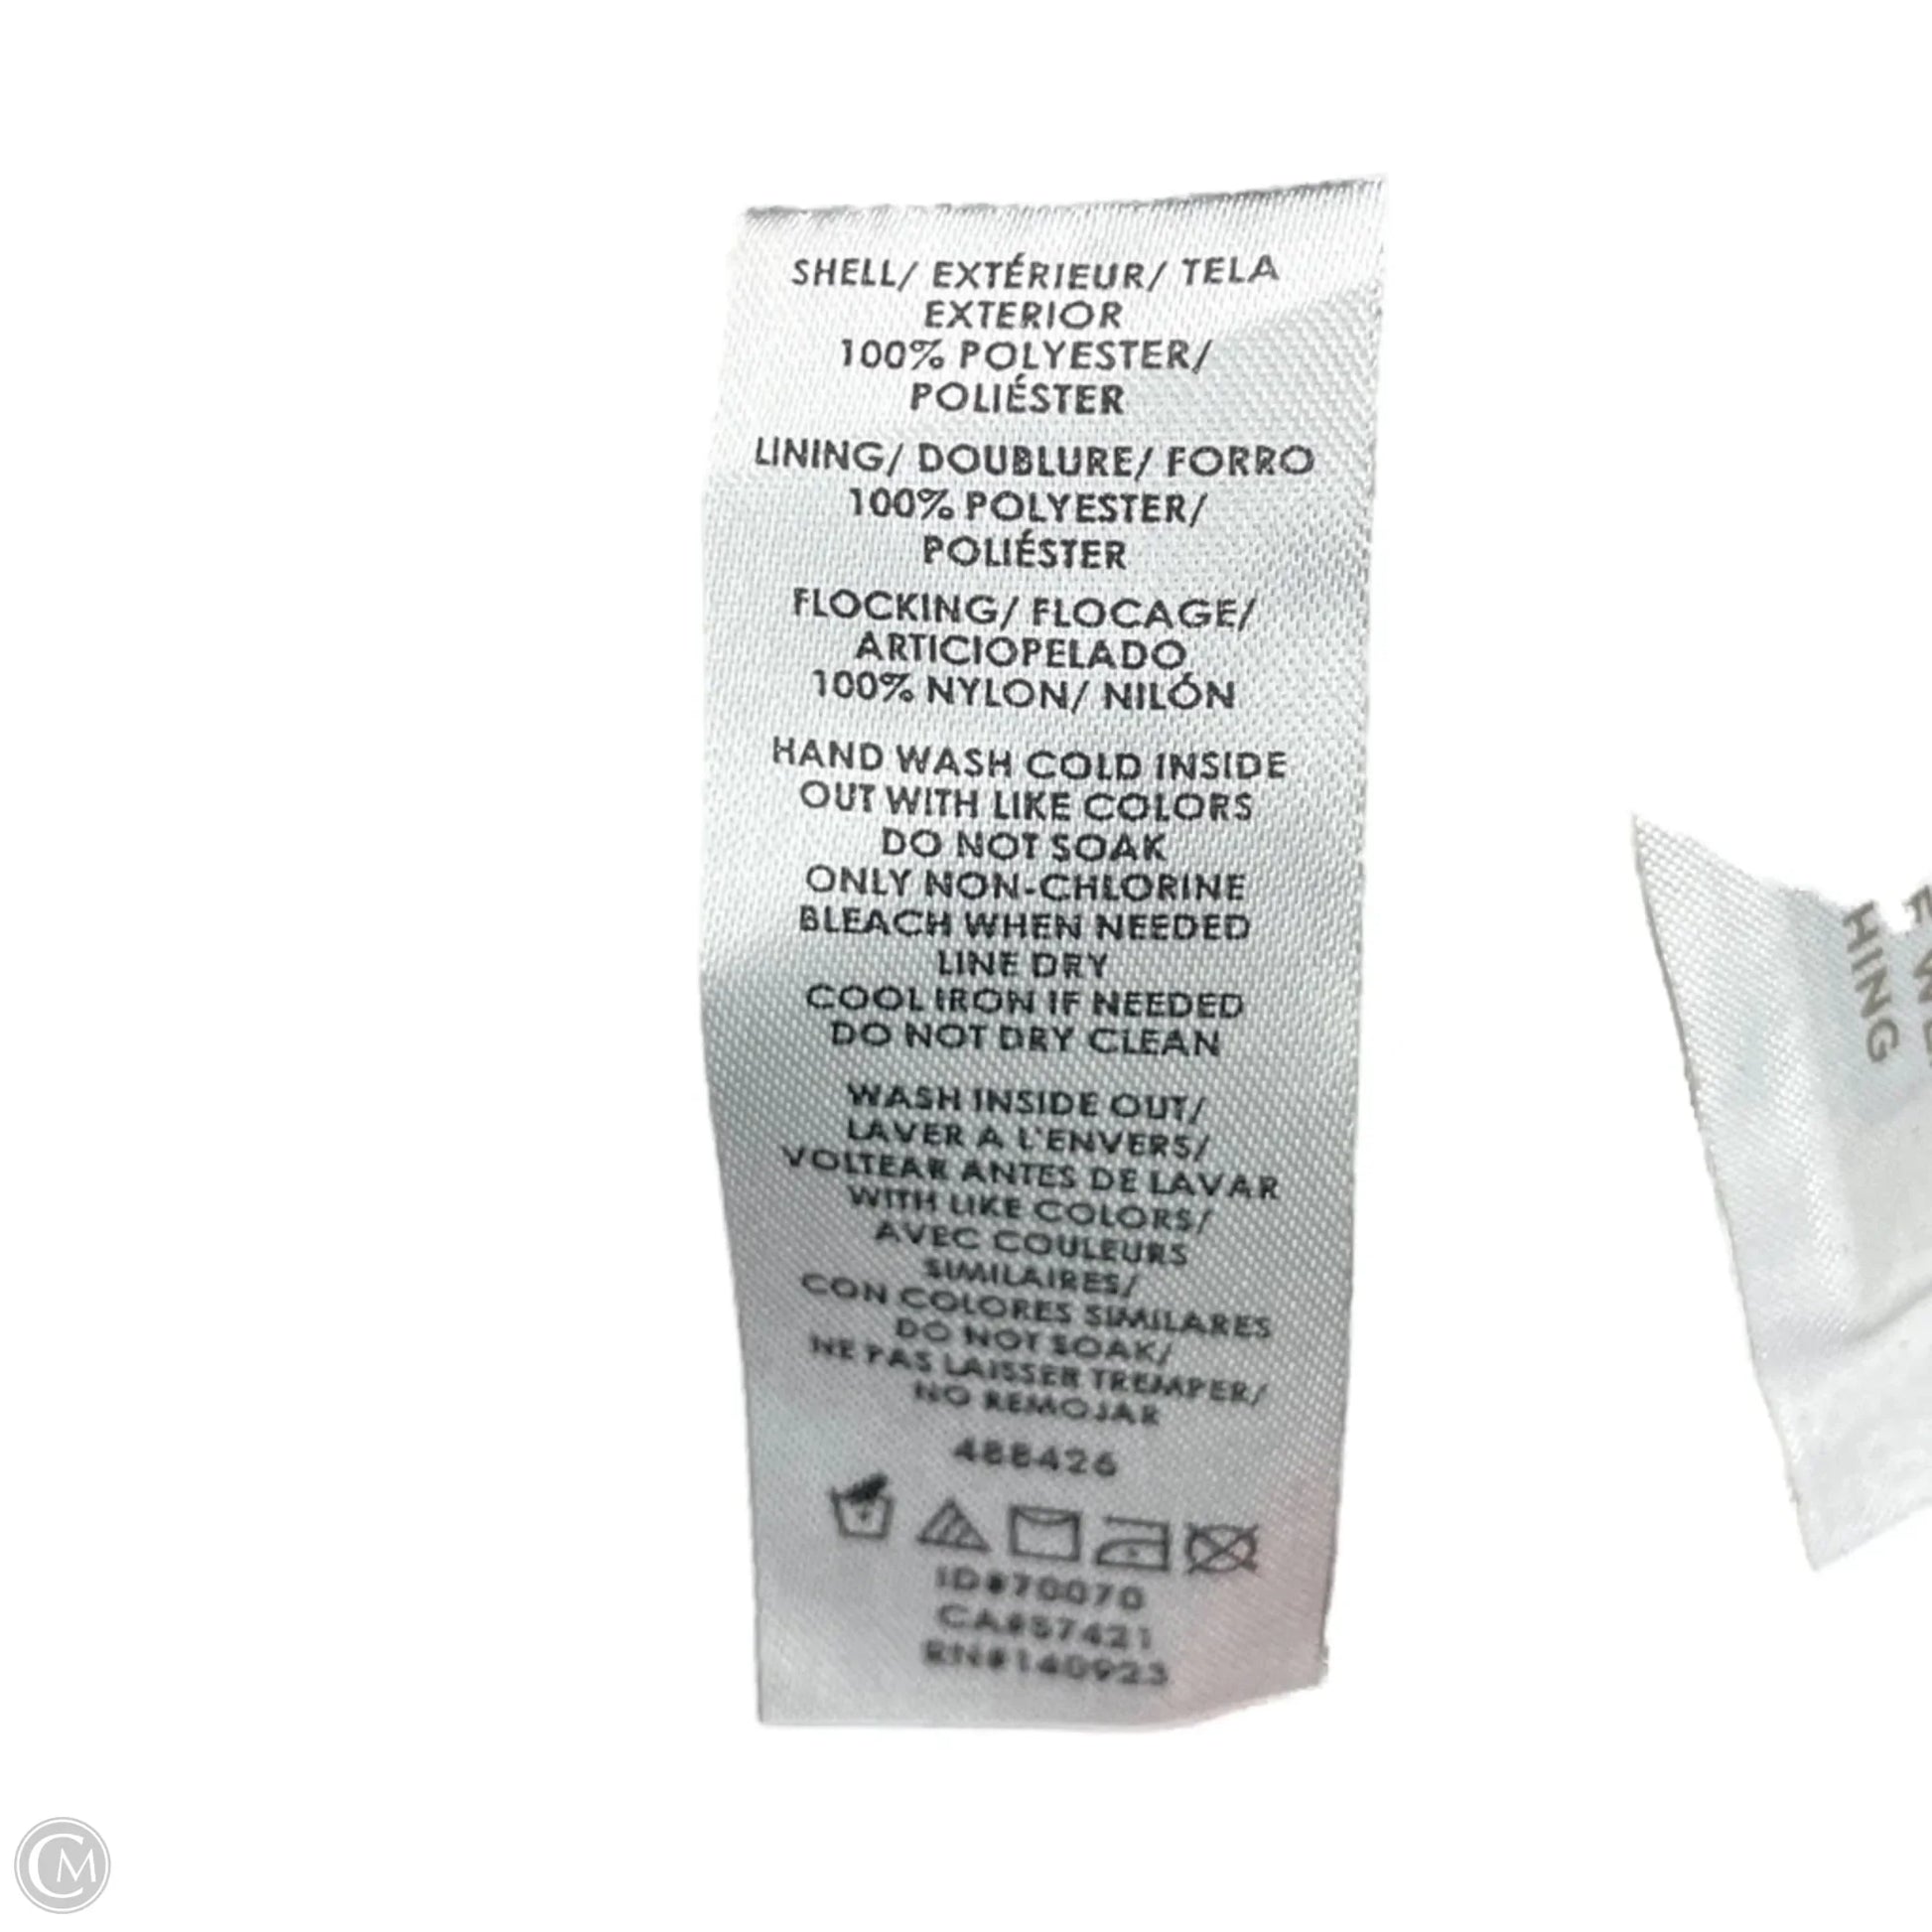 SHELL/ EXTÉRIEUR/ TELA
EXTERIOR
100% POLYESTER/
POLIÉSTER
LINING/ DOUBLURE/ FORRO
100% POLYESTER/
POLIÉSTER
FLOCKING/ FLOCAGE/
ARTICIOPELADO
100% NYLON/ NILÓN
HAND WASH COLD INSIDE
OUT WITH LIKE COLORS
DO NOT SOAK
ONLY NON-CHLORINE
BLEACH WHEN NEEDED
LINE DRY
COOL IRON IF NEEDED
DO NOT DRY CLEAN
WASH INSIDE OUT/
LAVER A L'ENVERS/
VOLTEAR ANTES DE LAVAR
WITH LIKE COLORS/
AVEC COULEURS
SIMILAIRES/
CON COLORES SIMILARES
DO NOT SOAK/
NE PAS LAISSER TREMPER/
NO REMOJAR
488426
ID#70070
CA#57421
RN#140923
HING
CM